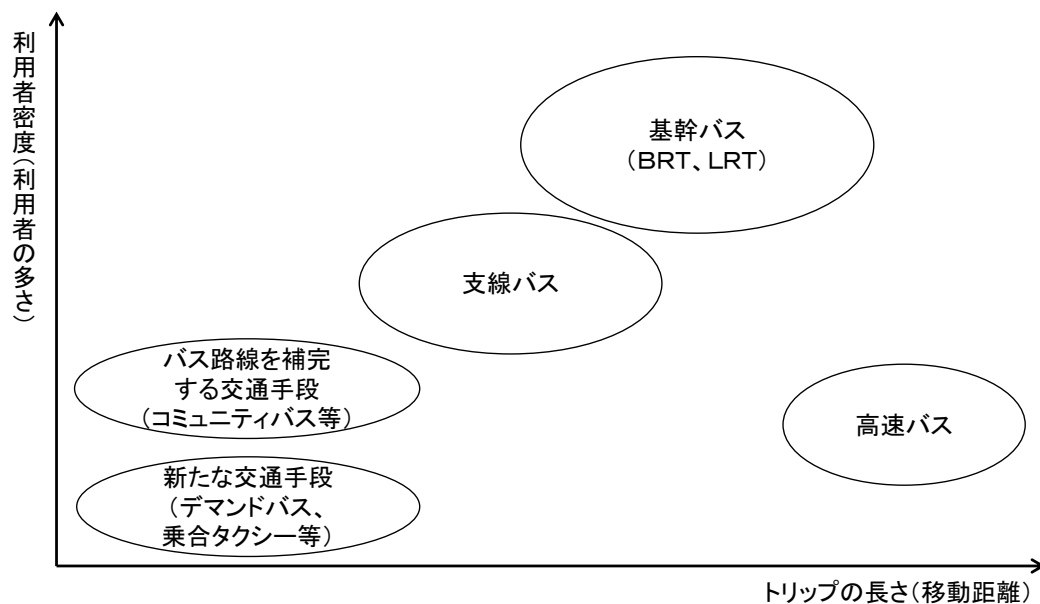 利用者密度(利用者の多さ)
基幹バス
(BRT、LRT)
支線バス
バス路線を補完
する交通手段
(コミュニティバス等)
高速バス
新たな交通手段
(デマンドバス、
乗合タクシー等)
トリップの長さ(移動距離)